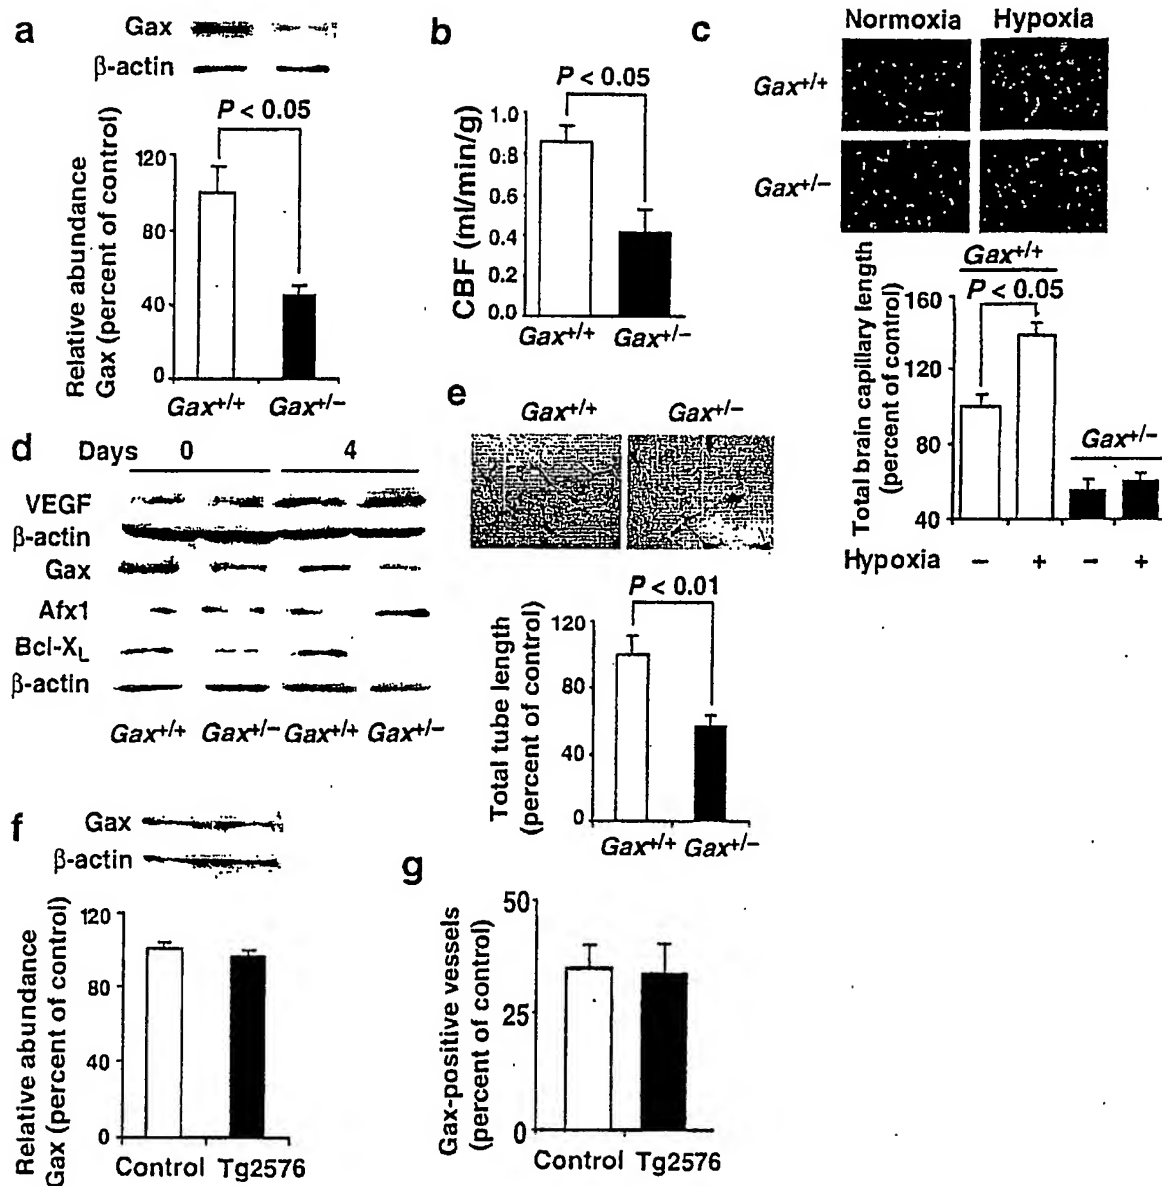 a
Gax
β-actin
P < 0.05
Relative abundance
Gax (percent of control)
120
80
40
0
Gax+/+ Gax+/−
b
P < 0.05
CBF (ml/min/g)
1.0
0.8
0.6
0.4
0.2
0.0
Gax+/+ Gax+/−
c
Normoxia Hypoxia
Gax+/+
Gax+/−
Gax+/+
P < 0.05
Total brain capillary length
(percent of control)
160
120
80
40
Gax+/−
Hypoxia − + − +
d
Days 0 4
VEGF
β-actin
Gax
Afx1
Bcl-XL
β-actin
Gax+/+ Gax+/− Gax+/+ Gax+/−
e
Gax+/+ Gax+/−
P < 0.01
Total tube length
(percent of control)
120
80
40
0
Gax+/+ Gax+/−
f
Gax
β-actin
Relative abundance
Gax (percent of control)
120
80
40
0
Control Tg2576
g
Gax-positive vessels
(percent of control)
50
25
0
Control Tg2576